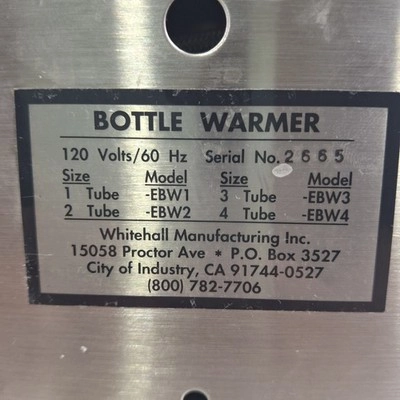 BOTTLE WARMER
120 Volts/60 Hz Serial No. 2665
Size Model Size Model
1 Tube -EBW1 3 Tube -EBW3
2 Tube -EBW2 4 Tube -EBW4
Whitehall Manufacturing Inc.
15058 Proctor Ave * P.O. Box 3527
City of Industry, CA 91744-0527
(800) 782-7706